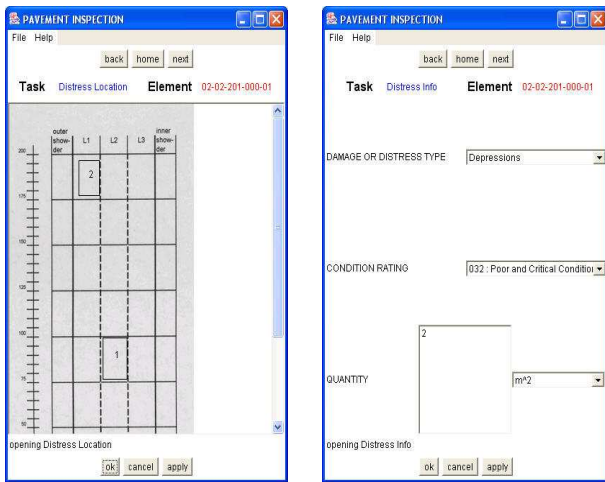 PAVEMENT INSPECTION
File Help
back home next
Task Distress Location Element 02-02-201-000-01
outer show-der L1 L2 L3 inner show-der
200
2
175
150
125
100
1
75
50
opening Distress Location
ok cancel apply
PAVEMENT INSPECTION
File Help
back home next
Task Distress Info Element 02-02-201-000-01
DAMAGE OR DISTRESS TYPE Depressions
CONDITION RATING 032 : Poor and Critical Condition
2
QUANTITY m^2
opening Distress Info
ok cancel apply